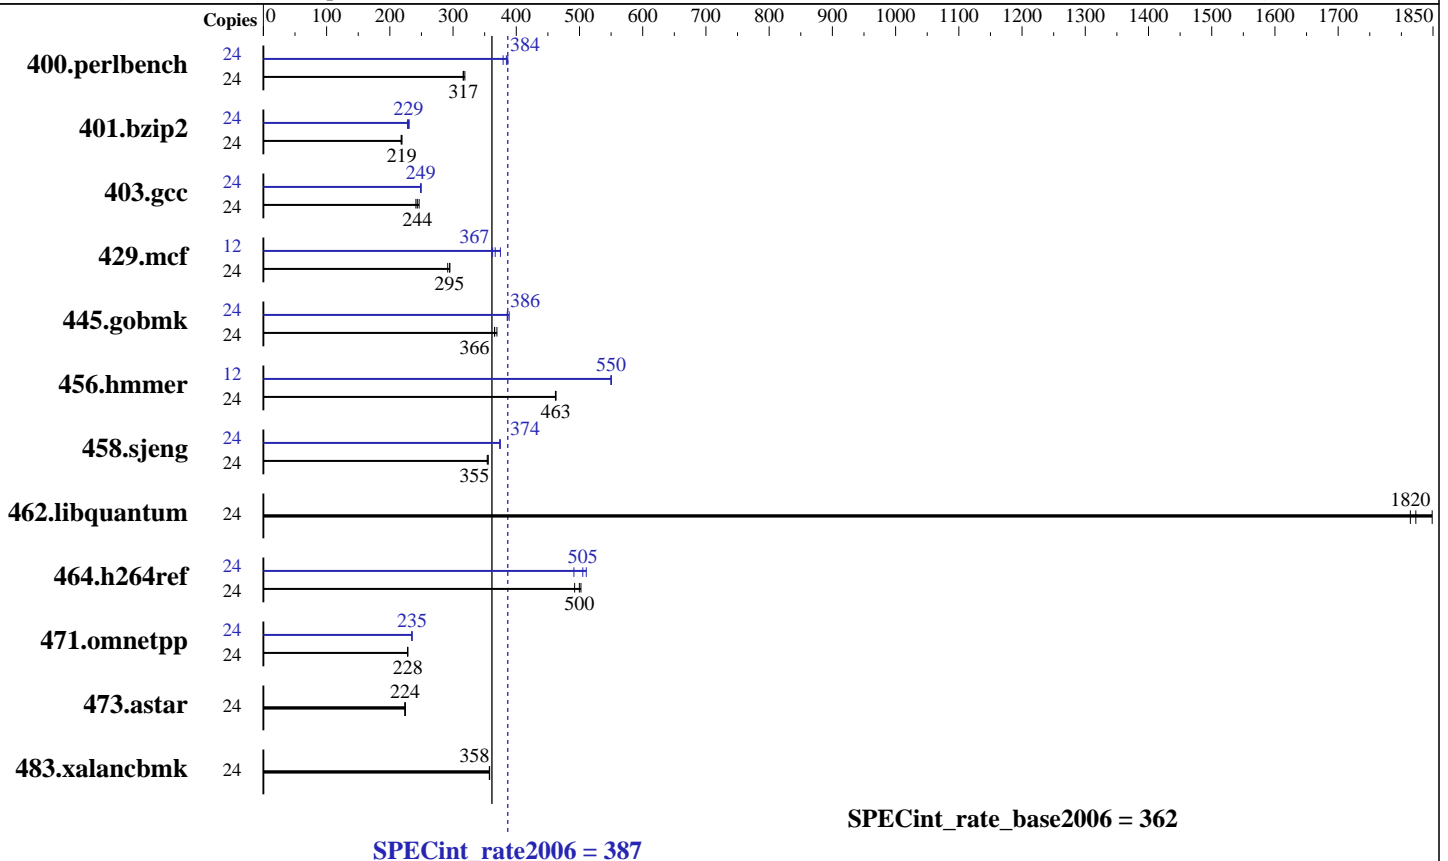 Copies 0 100 200 300 400 500 600 700 800 900 1000 1100 1200 1300 1400 1500 1600 1700 1850
400.perlbench 24 384
24 317
401.bzip2 24 229
24 219
403.gcc 24 249
24 244
429.mcf 12 367
24 295
445.gobmk 24 386
24 366
456.hmmer 12 550
24 463
458.sjeng 24 374
24 355
462.libquantum 24 1820
464.h264ref 24 505
24 500
471.omnetpp 24 235
24 228
473.astar 24 224
483.xalancbmk 24 358
SPECint_rate_base2006 = 362
SPECint_rate2006 = 387